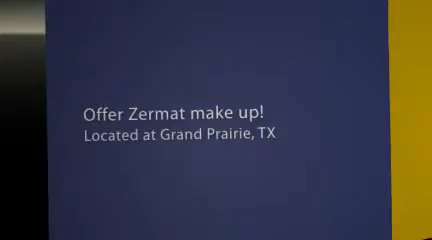 Offer Zermat make up!
Located at Grand Prairie, TX